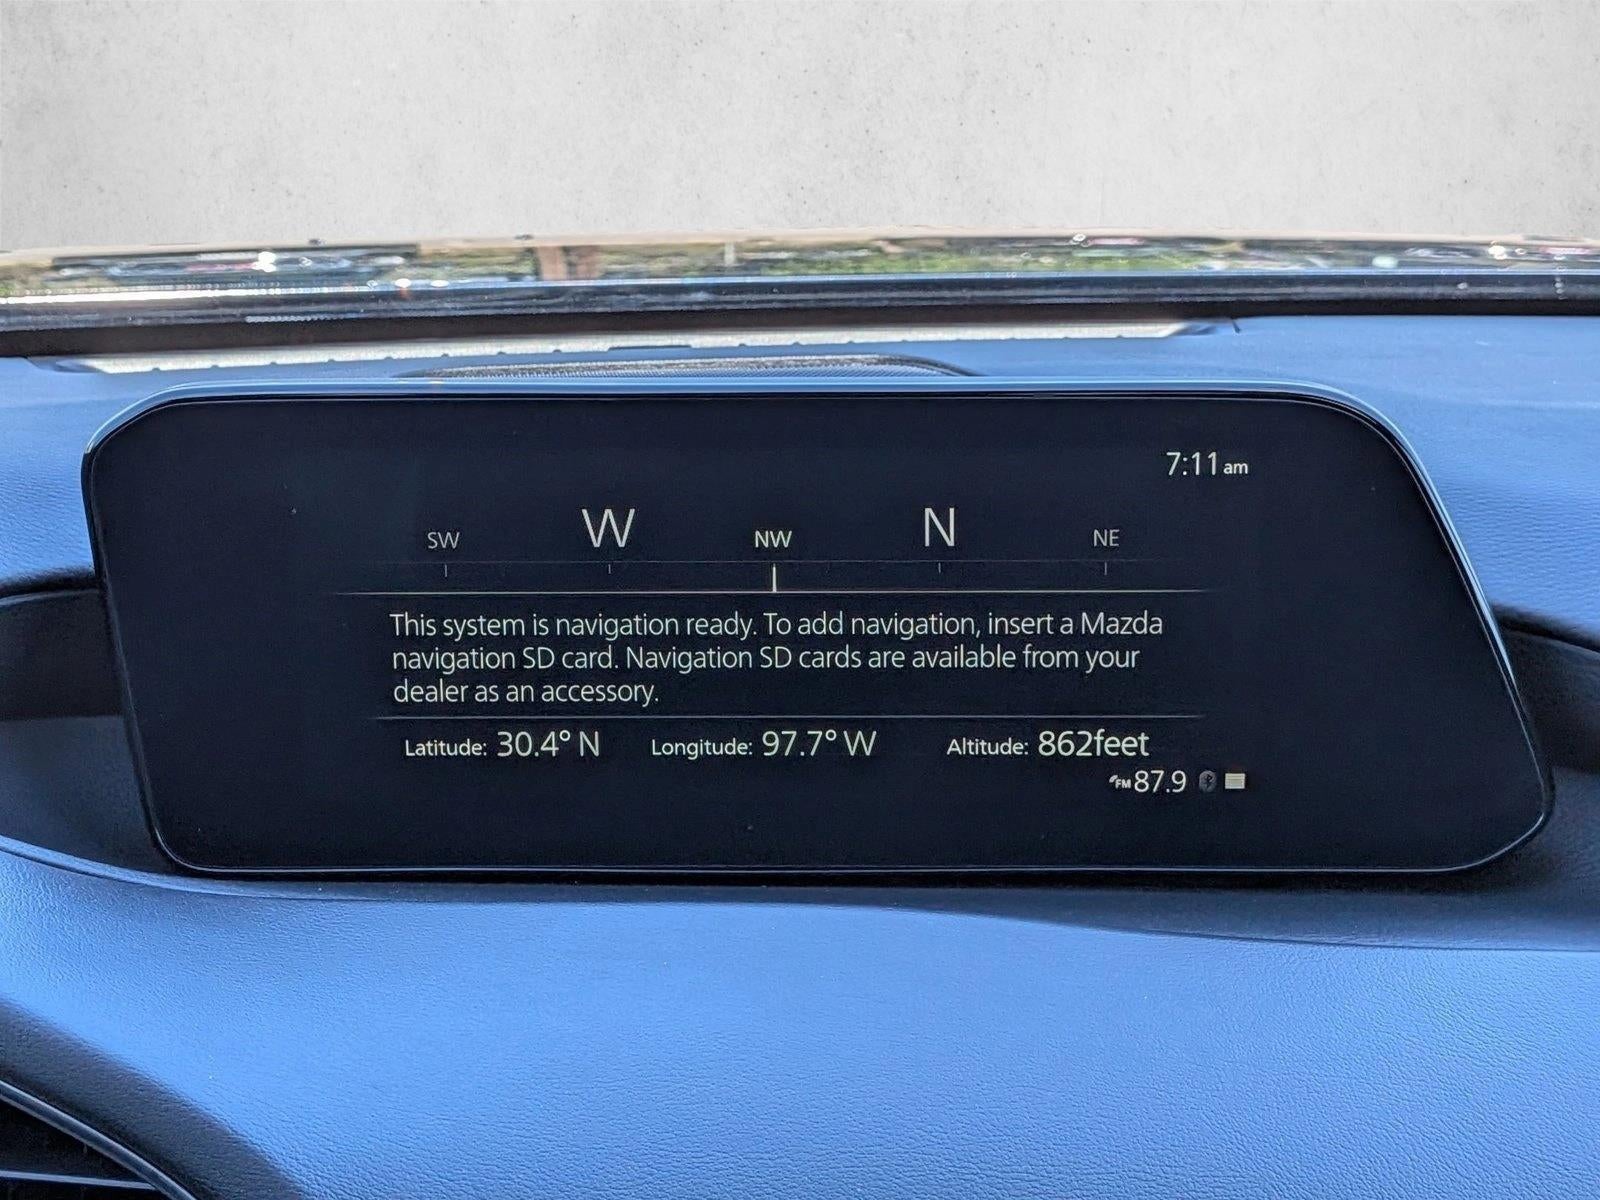 7:11am
SW W NW N NE
This system is navigation ready. To add navigation, insert a Mazda
navigation SD card. Navigation SD cards are available from your
dealer as an accessory.
Latitude: 30.4° N Longitude: 97.7° W Altitude: 862feet
FM 87.9